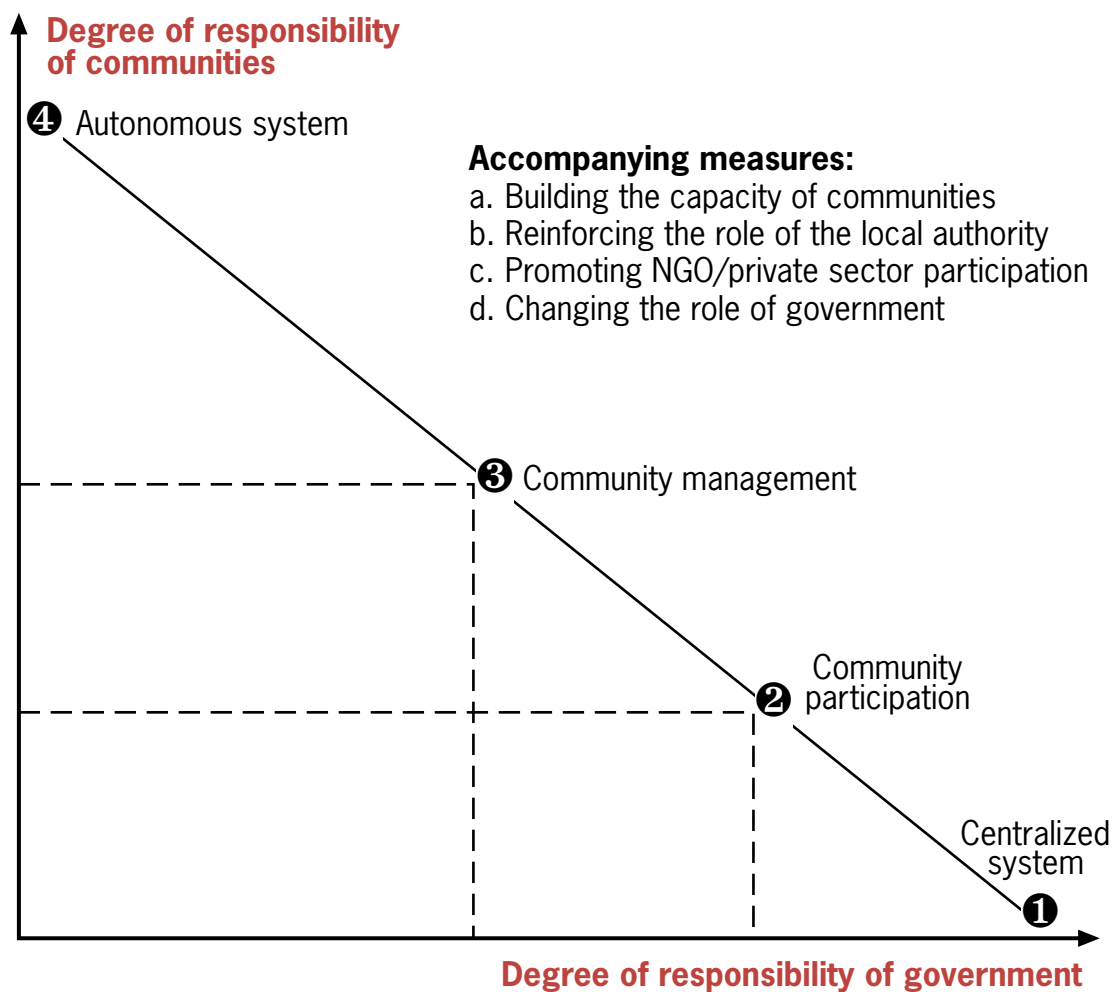 Degree of responsibility
of communities
4 Autonomous system
Accompanying measures:
a. Building the capacity of communities
b. Reinforcing the role of the local authority
c. Promoting NGO/private sector participation
d. Changing the role of government
3 Community management
Community
2 participation
Centralized
system
1
Degree of responsibility of government